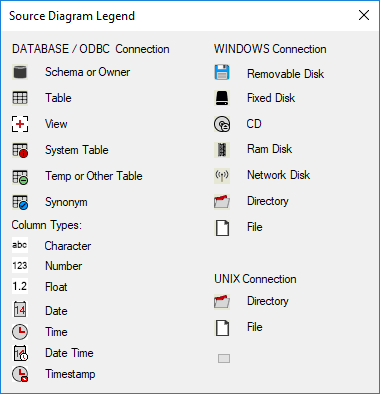 Source Diagram Legend
DATABASE / ODBC Connection
Schema or Owner
Table
View
System Table
Temp or Other Table
Synonym
Column Types:
abc Character
123 Number
1.2 Float
14 Date
Time
14 Date Time
Timestamp
WINDOWS Connection
Removable Disk
Fixed Disk
CD
Ram Disk
Network Disk
Directory
File
UNIX Connection
Directory
File